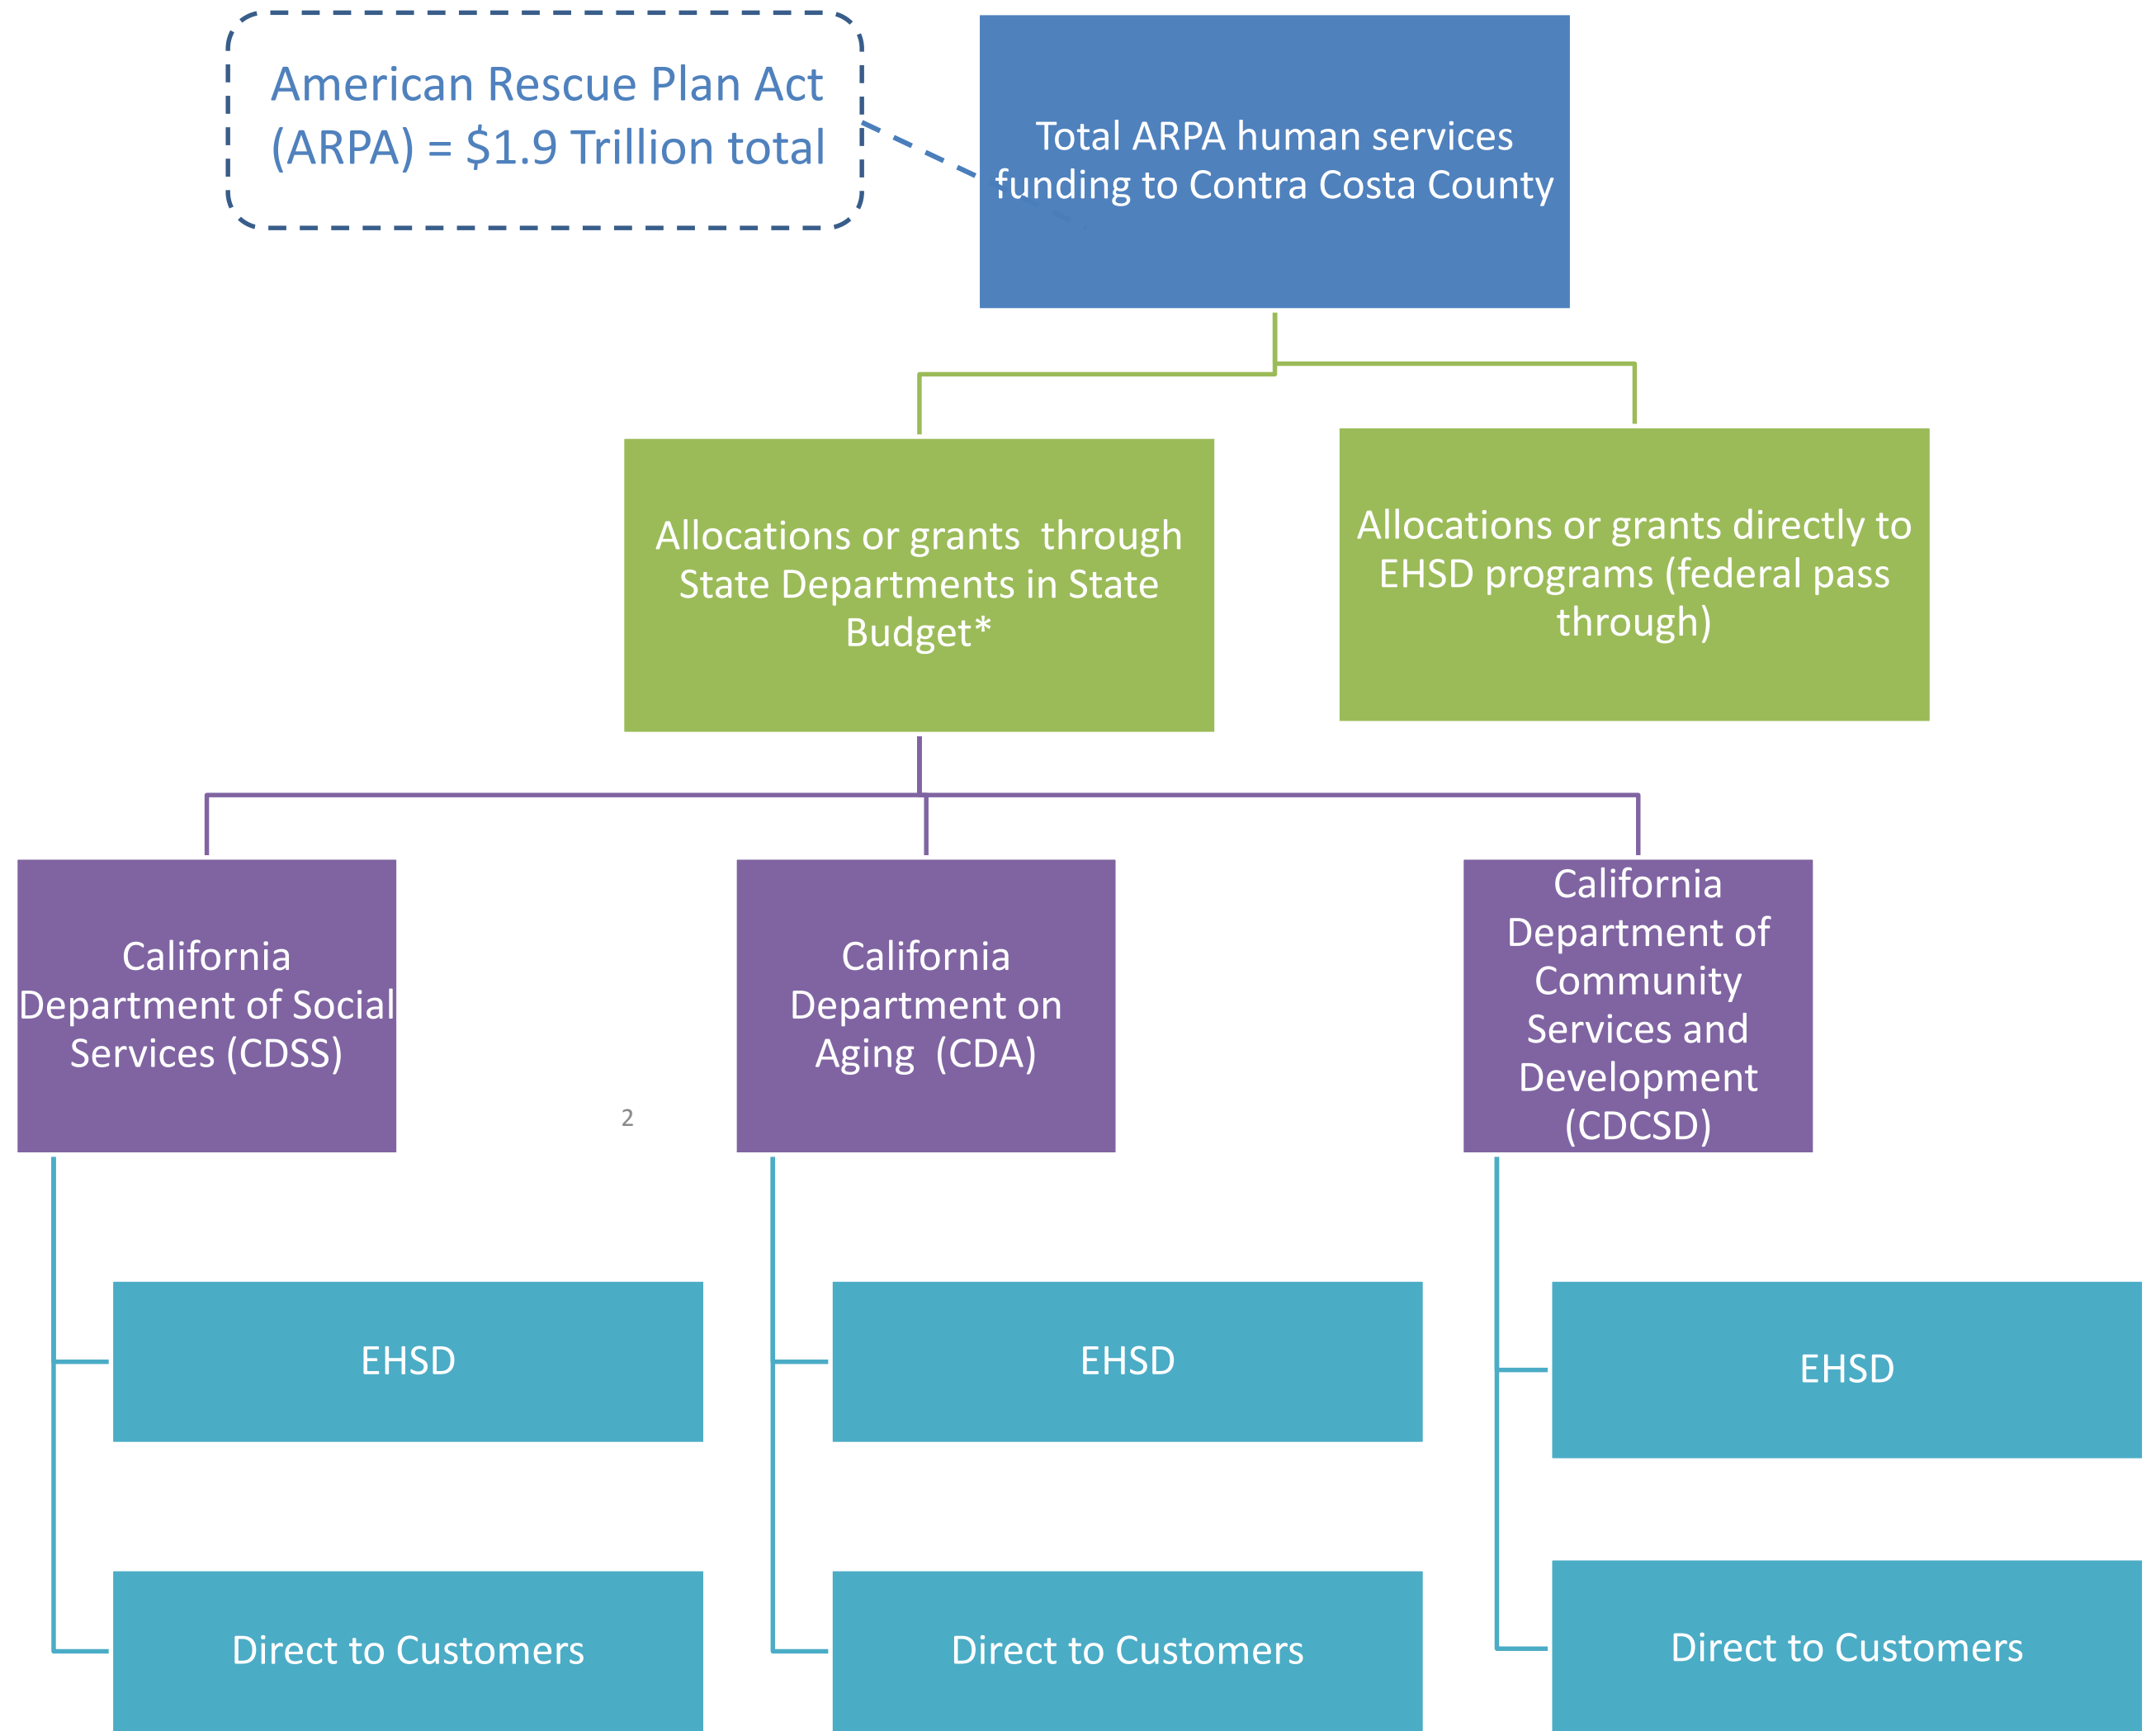 American Rescue Plan Act
(ARPA) = $1.9 Trillion total
Total ARPA human services
funding to Contra Costa County
Allocations or grants  through
State Departments in State
Budget*
Allocations or grants directly to
EHSD programs (federal pass
through)
California
Department of Social
Services (CDSS)
California
Department on
Aging  (CDA)
California
Department of
Community
Services and
Development
(CDCSD)
2
EHSD
EHSD
EHSD
Direct to Customers
Direct to Customers
Direct to Customers